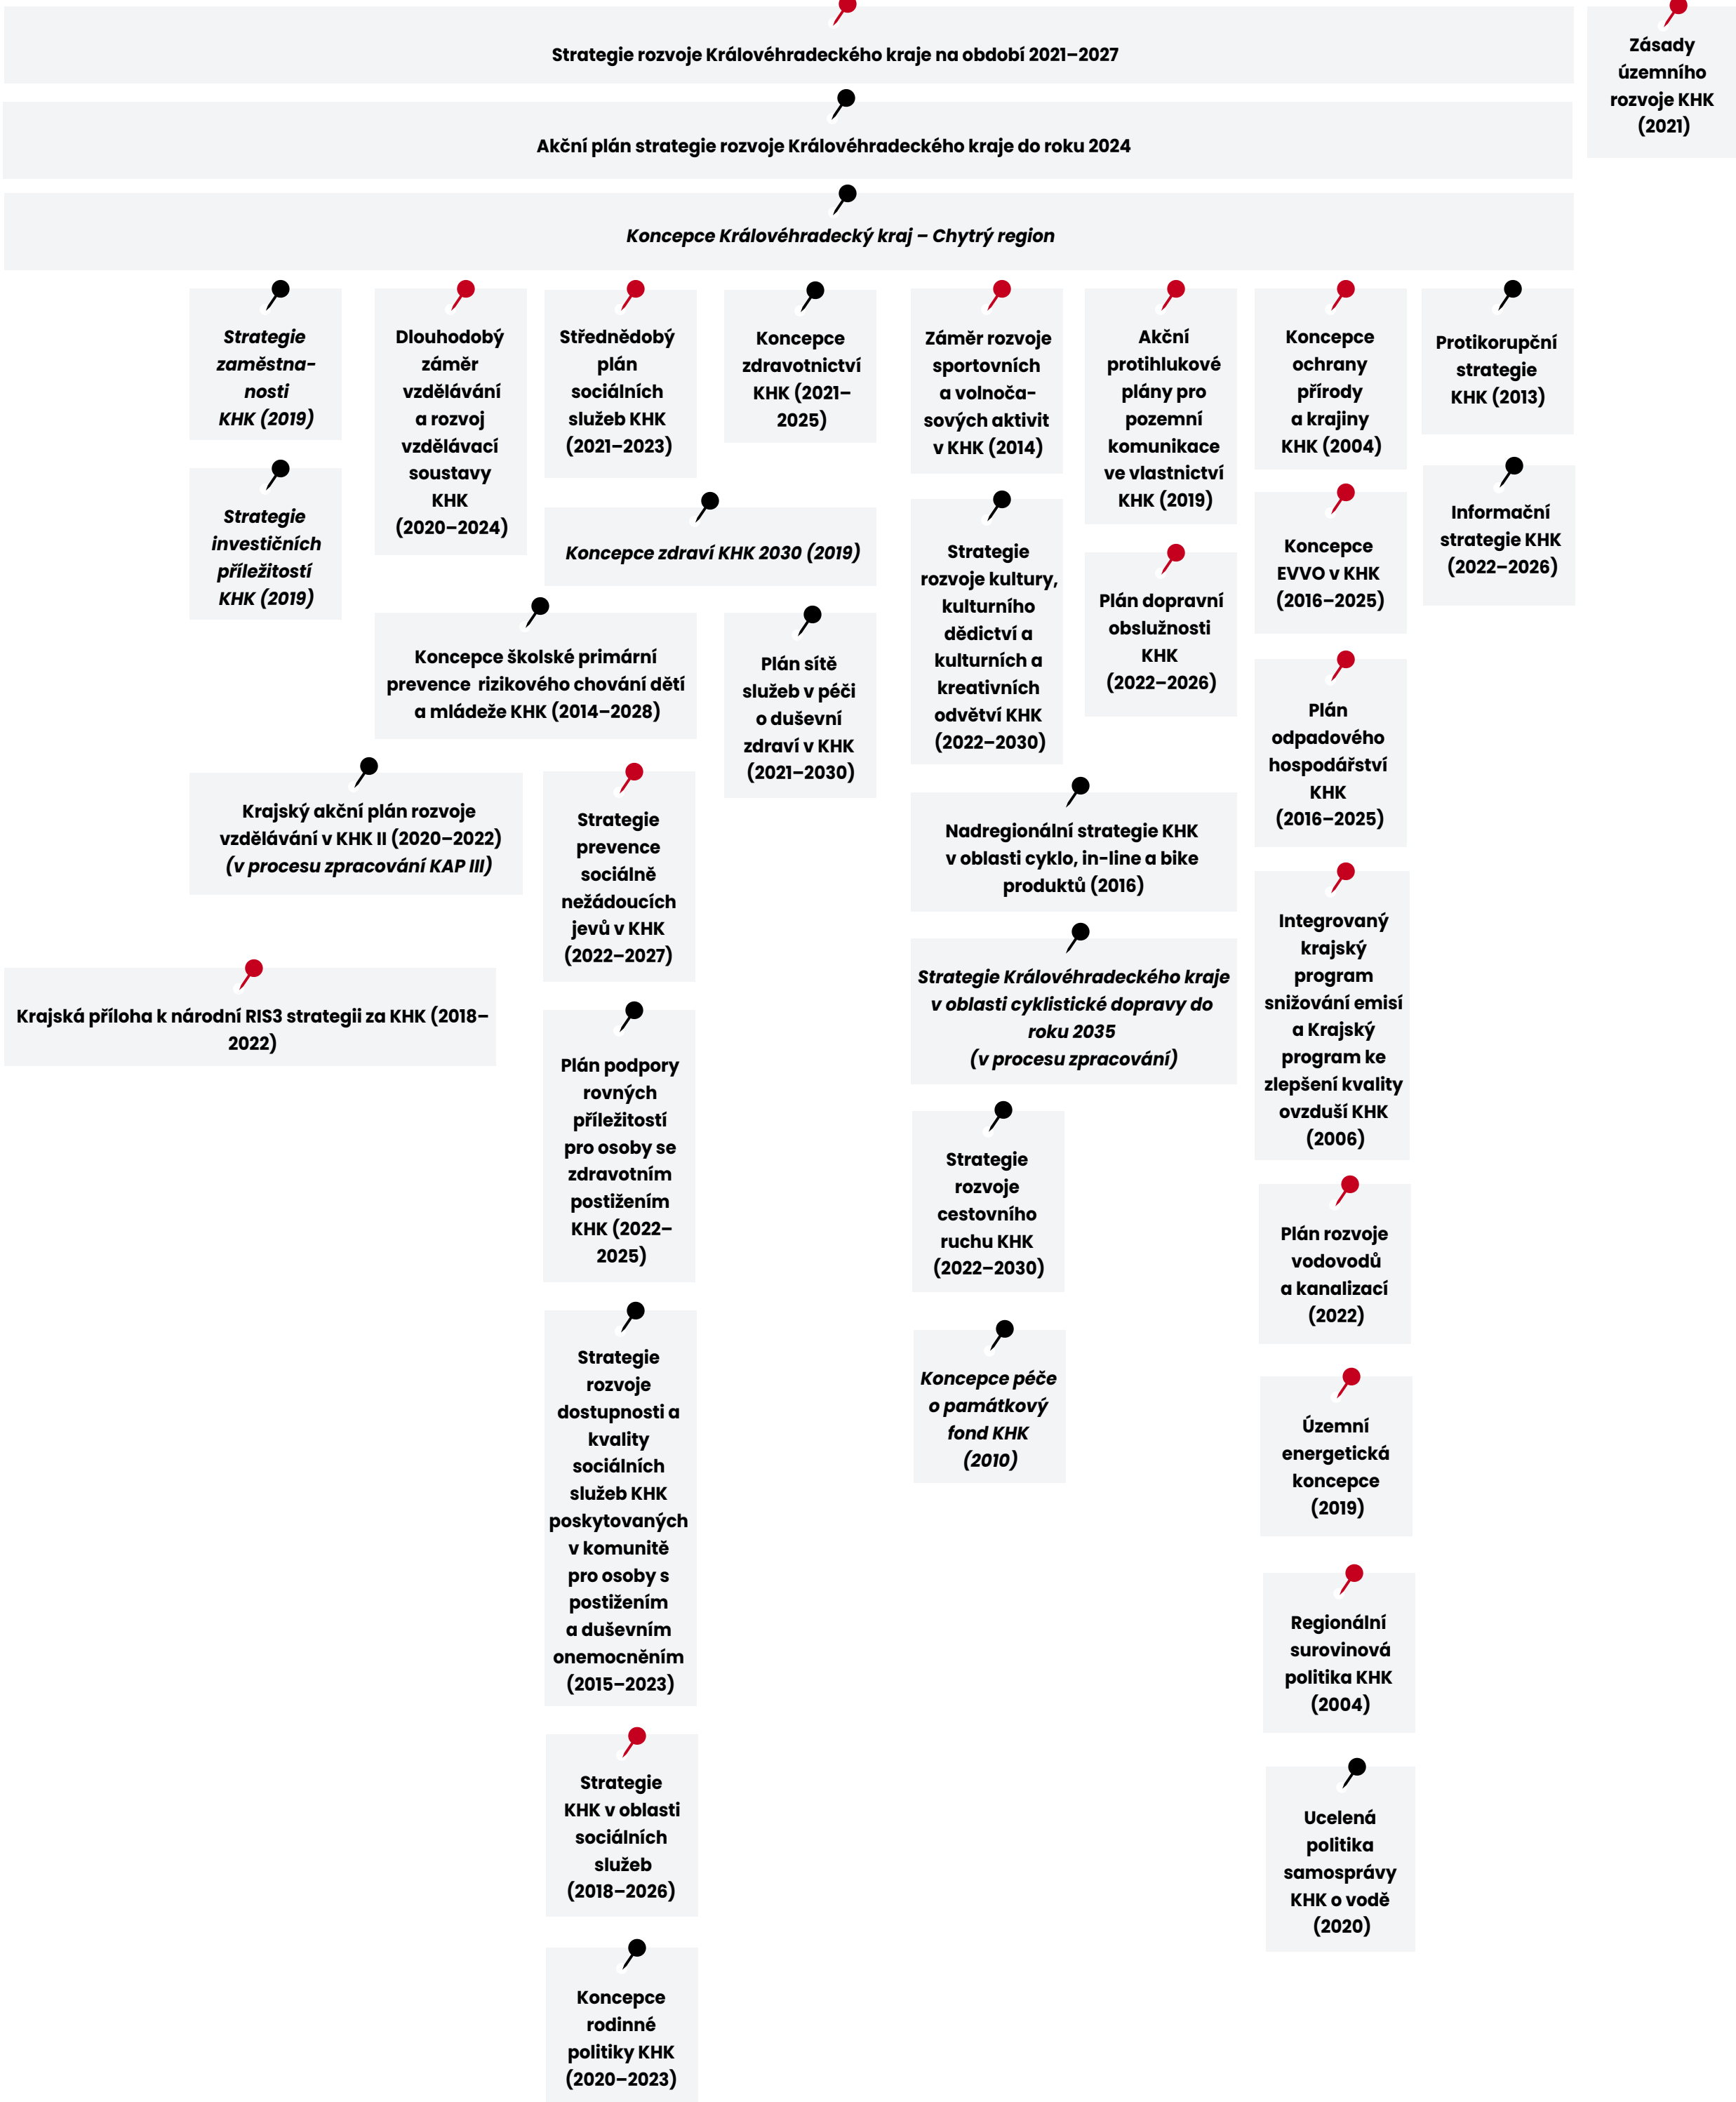 Strategie rozvoje Královéhradeckého kraje na období 2021–2027
Zásady
územního
rozvoje KHK
(2021)
Akční plán strategie rozvoje Královéhradeckého kraje do roku 2024
Koncepce Královéhradecký kraj – Chytrý region
Strategie
zaměstna-
nosti
KHK (2019)
Strategie
investičních
příležitostí
KHK (2019)
Dlouhodobý
záměr
vzdělávání
a rozvoj
vzdělávací
soustavy
KHK
(2020–2024)
Střednědobý
plán
sociálních
služeb KHK
(2021–2023)
Koncepce
zdravotnictví
KHK (2021–
2025)
Koncepce zdraví KHK 2030 (2019)
Koncepce školské primární
prevence  rizikového chování dětí
a mládeže KHK (2014–2028)
Plán sítě
služeb v péči
o duševní
zdraví v KHK
(2021–2030)
Krajský akční plán rozvoje
vzdělávání v KHK II (2020–2022)
(v procesu zpracování KAP III)
Krajská příloha k národní RIS3 strategii za KHK (2018–
2022)
Strategie
prevence
sociálně
nežádoucích
jevů v KHK
(2022–2027)
Plán podpory
rovných
příležitostí
pro osoby se
zdravotním
postižením
KHK (2022–
2025)
Strategie
rozvoje
dostupnosti a
kvality
sociálních
služeb KHK
poskytovaných
v komunitě
pro osoby s
postižením
a duševním
onemocněním
(2015–2023)
Strategie
KHK v oblasti
sociálních
služeb
(2018–2026)
Koncepce
rodinné
politiky KHK
(2020–2023)
Záměr rozvoje
sportovních
a volnoča-
sových aktivit
v KHK (2014)
Strategie
rozvoje kultury,
kulturního
dědictví a
kulturních a
kreativních
odvětví KHK
(2022–2030)
Akční
protihlukové
plány pro
pozemní
komunikace
ve vlastnictví
KHK (2019)
Plán dopravní
obslužnosti
KHK
(2022–2026)
Nadregionální strategie KHK
v oblasti cyklo, in-line a bike
produktů (2016)
Strategie Královéhradeckého kraje
v oblasti cyklistické dopravy do
roku 2035
(v procesu zpracování)
Strategie
rozvoje
cestovního
ruchu KHK
(2022–2030)
Koncepce péče
o památkový
fond KHK
(2010)
Koncepce
ochrany
přírody
a krajiny
KHK (2004)
Koncepce
EVVO v KHK
(2016–2025)
Plán
odpadového
hospodářství
KHK
(2016–2025)
Integrovaný
krajský
program
snižování emisí
a Krajský
program ke
zlepšení kvality
ovzduší KHK
(2006)
Plán rozvoje
vodovodů
a kanalizací
(2022)
Územní
energetická
koncepce
(2019)
Regionální
surovinová
politika KHK
(2004)
Ucelená
politika
samosprávy
KHK o vodě
(2020)
Protikorupční
strategie
KHK (2013)
Informační
strategie KHK
(2022–2026)